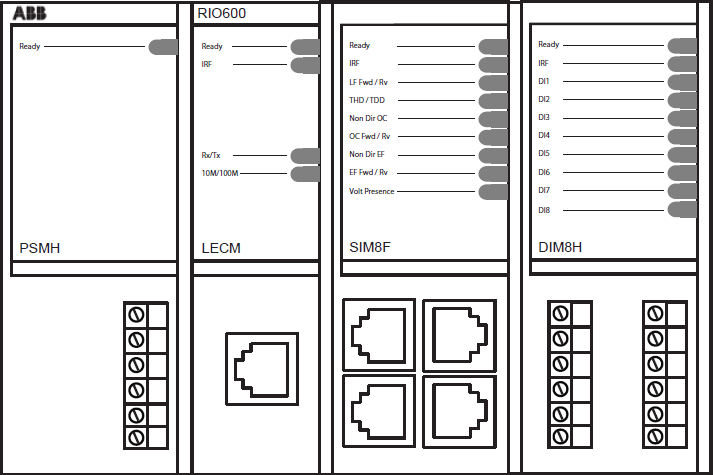 ABB
Ready
PSMH
RIO600
Ready
IRF
Rx/Tx
10M/100M
LECM
Ready
IRF
LF Fwd / Rv
THD / TDD
Non Dir OC
OC Fwd / Rv
Non Dir EF
EF Fwd / Rv
Volt Presence
SIM8F
Ready
IRF
DI1
DI2
DI3
DI4
DI5
DI6
DI7
DI8
DIM8H